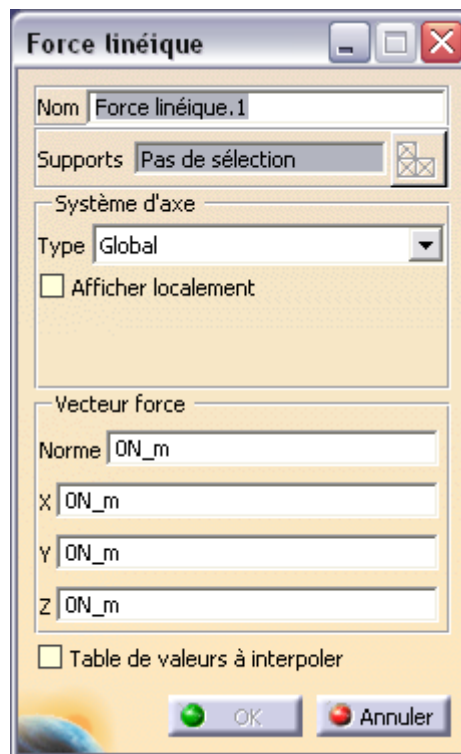 Force linéique
Nom Force linéique.1
Supports Pas de sélection
Système d'axe
Type Global
Afficher localement
Vecteur force
Norme 0N_m
X 0N_m
Y 0N_m
Z 0N_m
Table de valeurs à interpoler
OK Annuler